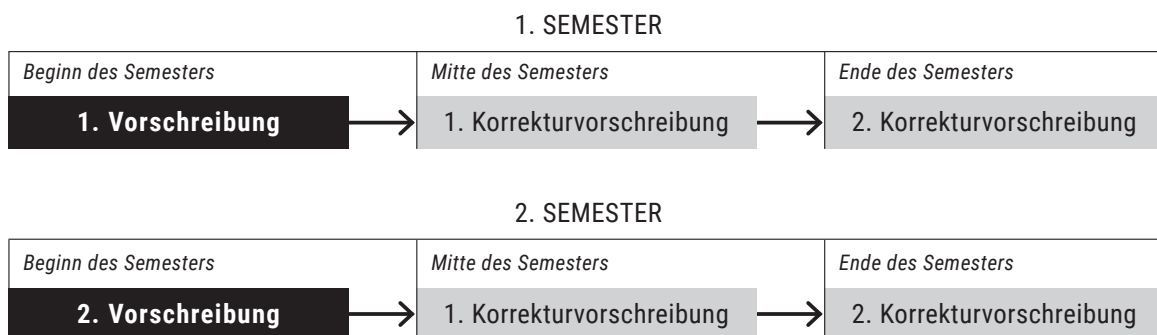 1. SEMESTER
Beginn des Semesters Mitte des Semesters Ende des Semesters
1. Vorschreibung 1. Korrekturvorschreibung 2. Korrekturvorschreibung
2. SEMESTER
Beginn des Semesters Mitte des Semesters Ende des Semesters
2. Vorschreibung 1. Korrekturvorschreibung 2. Korrekturvorschreibung